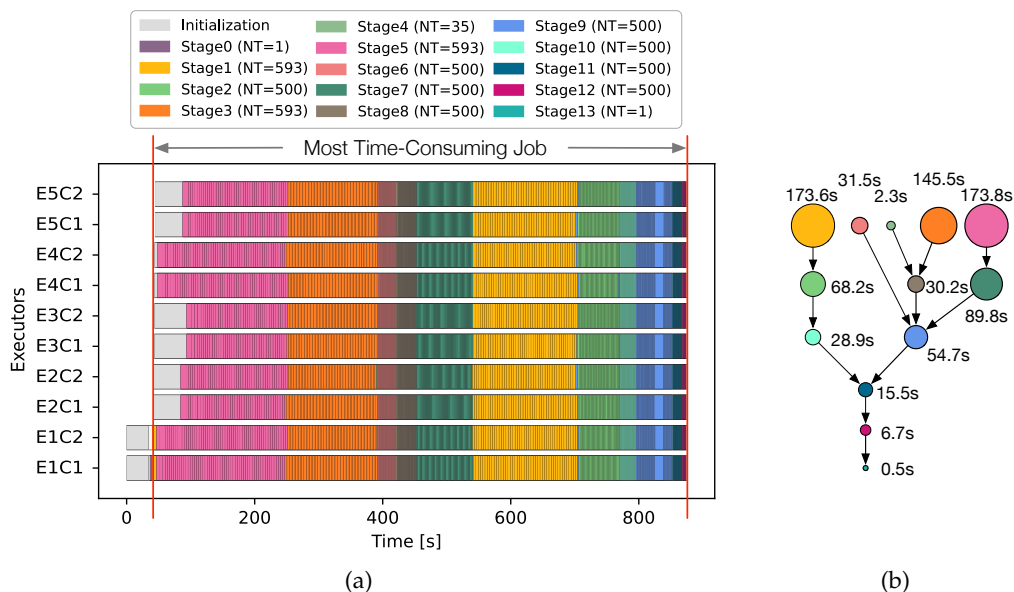 Initialization
Stage0 (NT=1)
Stage1 (NT=593)
Stage2 (NT=500)
Stage3 (NT=593)
Stage4 (NT=35)
Stage5 (NT=593)
Stage6 (NT=500)
Stage7 (NT=500)
Stage8 (NT=500)
Stage9 (NT=500)
Stage10 (NT=500)
Stage11 (NT=500)
Stage12 (NT=500)
Stage13 (NT=1)
Most Time-Consuming Job
Executors
E5C2
E5C1
E4C2
E4C1
E3C2
E3C1
E2C2
E2C1
E1C2
E1C1
0 200 400 600 800
Time [s]
(a)
173.6s 31.5s 2.3s 145.5s 173.8s
68.2s 30.2s 89.8s
28.9s 54.7s
15.5s
6.7s
0.5s
(b)